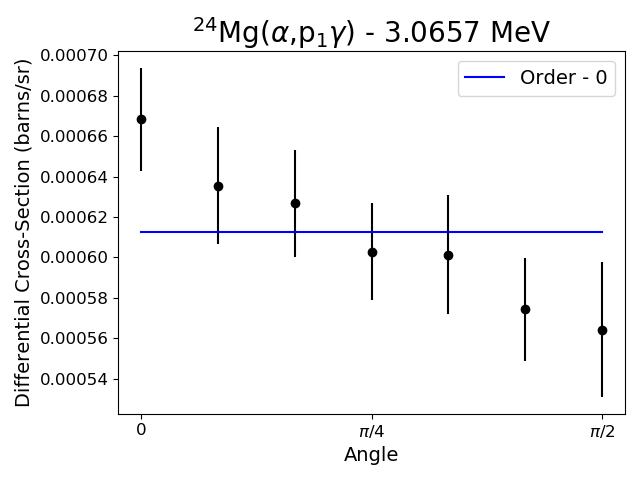 ²⁴Mg(α,p₁γ) - 3.0657 MeV
Differential Cross-Section (barns/sr)
0.00070
0.00068
0.00066
0.00064
0.00062
0.00060
0.00058
0.00056
0.00054
Order - 0
0
π/4
π/2
Angle